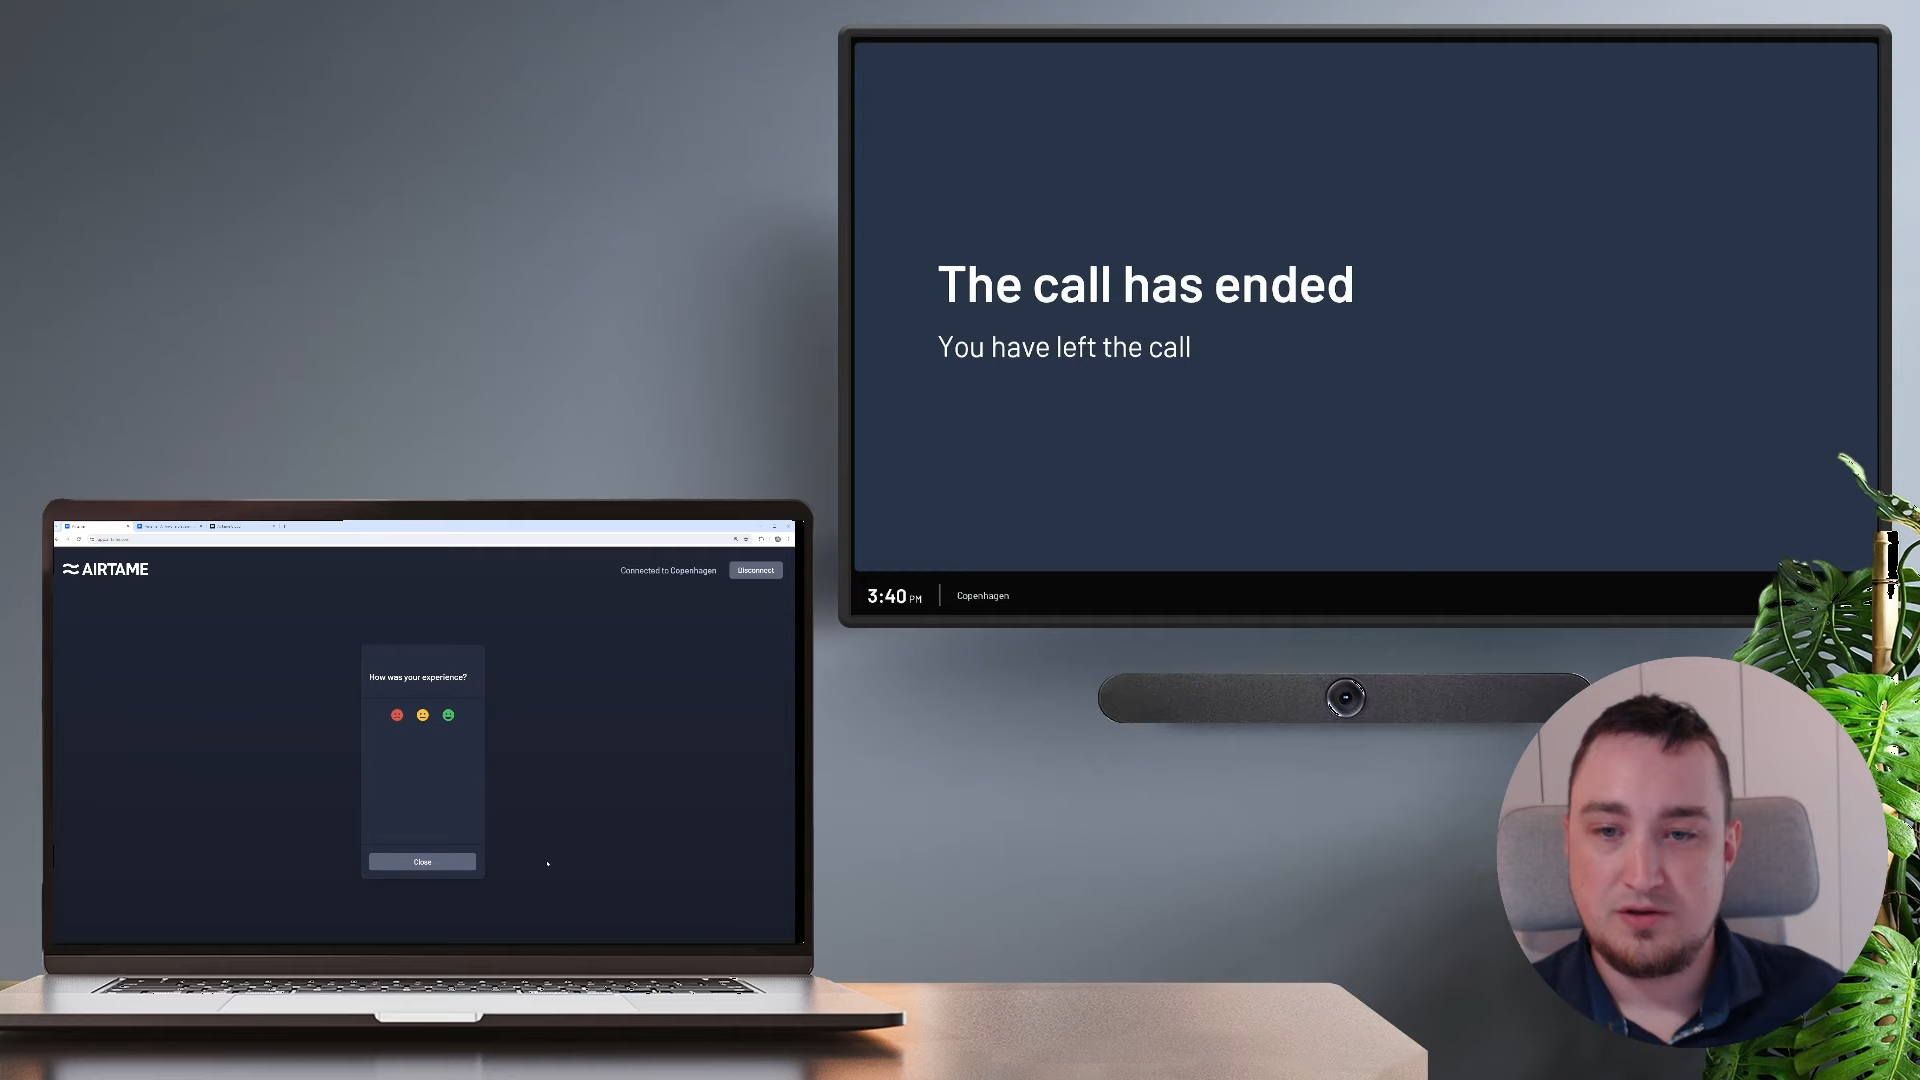 The call has ended
You have left the call
3:40 PM
Copenhagen
AIRTAME
Connected to Copenhagen
Disconnect
How was your experience?
Close